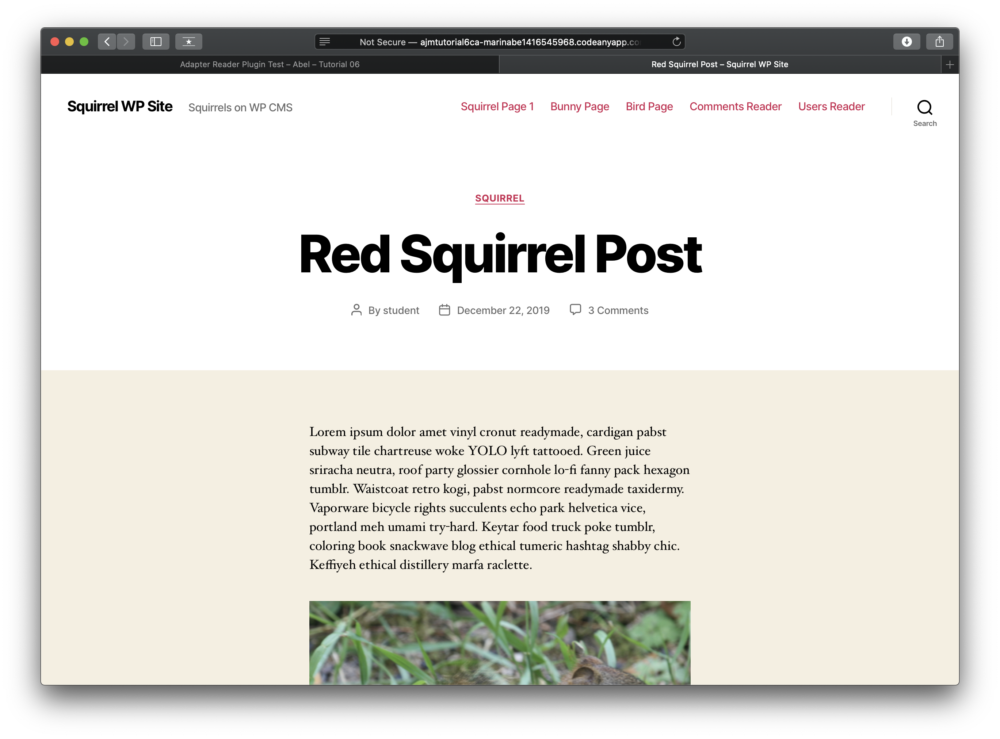 Not Secure — ajmtutorial6ca-marinabe1416545968.codeanyapp.co
Adapter Reader Plugin Test – Abel – Tutorial 06
Red Squirrel Post – Squirrel WP Site
Squirrel WP Site
Squirrels on WP CMS
Squirrel Page 1
Bunny Page
Bird Page
Comments Reader
Users Reader
Search
SQUIRREL
Red Squirrel Post
By student
December 22, 2019
3 Comments
Lorem ipsum dolor amet vinyl cronut readymade, cardigan pabst
subway tile chartreuse woke YOLO lyft tattooed. Green juice
sriracha neutra, roof party glossier cornhole lo-fi fanny pack hexagon
tumblr. Waistcoat retro kogi, pabst normcore readymade taxidermy.
Vaporware bicycle rights succulents echo park helvetica vice,
portland meh umami try-hard. Keytar food truck poke tumblr,
coloring book snackwave blog ethical tumeric hashtag shabby chic.
Keffiyeh ethical distillery marfa raclette.